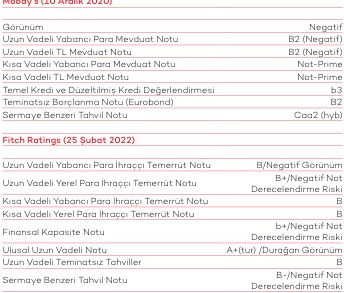 Moody's (10 Aralık 2020)
Görünüm Negatif
Uzun Vadeli Yabancı Para Mevduat Notu B2 (Negatif)
Uzun Vadeli TL Mevduat Notu B2 (Negatif)
Kısa Vadeli Yabancı Para Mevduat Notu Not-Prime
Kısa Vadeli TL Mevduat Notu Not-Prime
Temel Kredi ve Düzeltilmiş Kredi Değerlendirmesi b3
Teminatsız Borçlanma Notu (Eurobond) B2
Sermaye Benzeri Tahvil Notu Caa2 (hyb)
Fitch Ratings (25 Şubat 2022)
Uzun Vadeli Yabancı Para İhraççı Temerrüt Notu B/Negatif Görünüm
Uzun Vadeli Yerel Para İhraççı Temerrüt Notu B+/Negatif Not
Derecelendirme Riski
Kısa Vadeli Yabancı Para İhraççı Temerrüt Notu B
Kısa Vadeli Yerel Para İhraççı Temerrüt Notu B
Finansal Kapasite Notu b+/Negatif Not
Derecelendirme Riski
Ulusal Uzun Vadeli Notu A+(tur) /Durağan Görünüm
Uzun Vadeli Teminatsız Tahviller B
Sermaye Benzeri Tahvil Notu B-/Negatif Not
Derecelendirme Riski